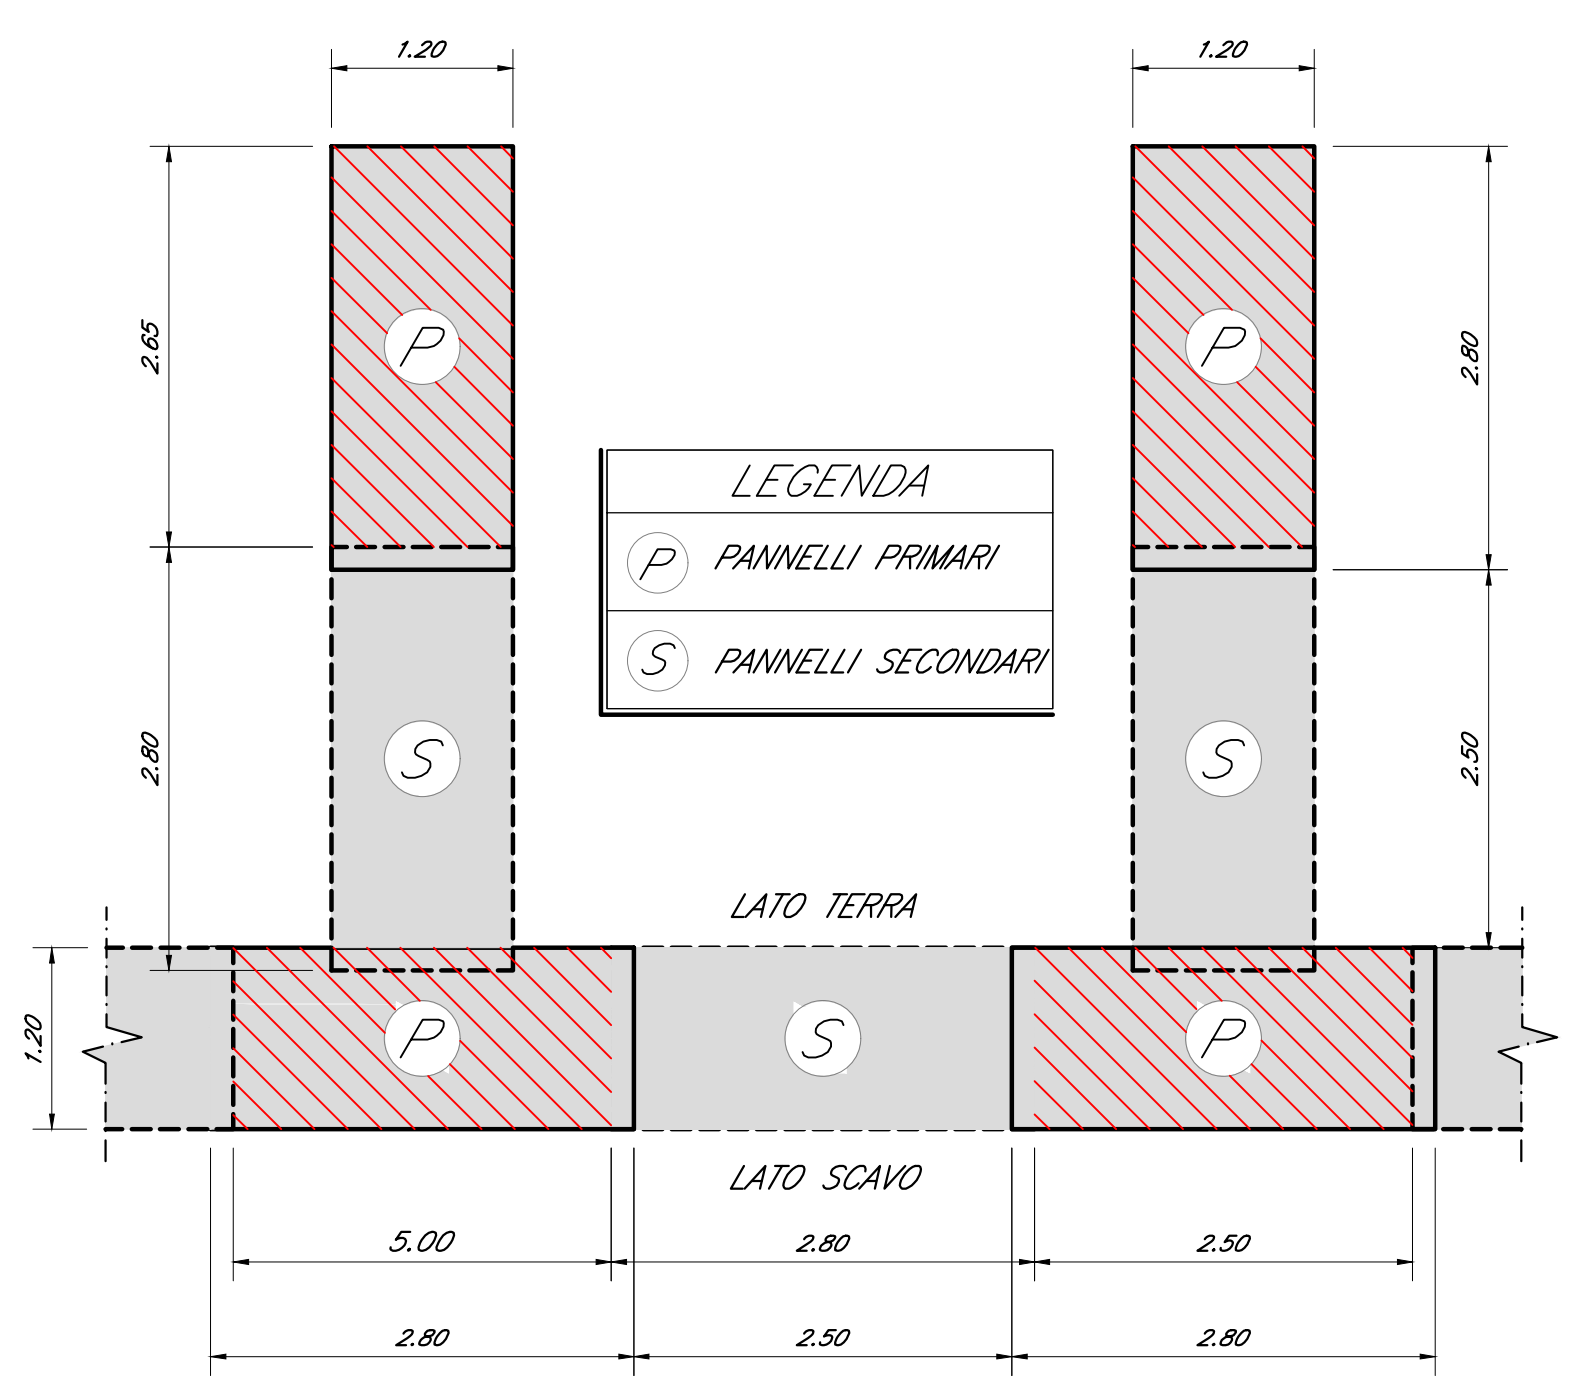 1.20
1.20
2.65
P
P
2.80
LEGENDA
P PANNELLI PRIMARI
S PANNELLI SECONDARI
2.80
S
S
2.50
LATO TERRA
1.20
P
S
P
LATO SCAVO
5.00
2.80
2.50
2.80
2.50
2.80